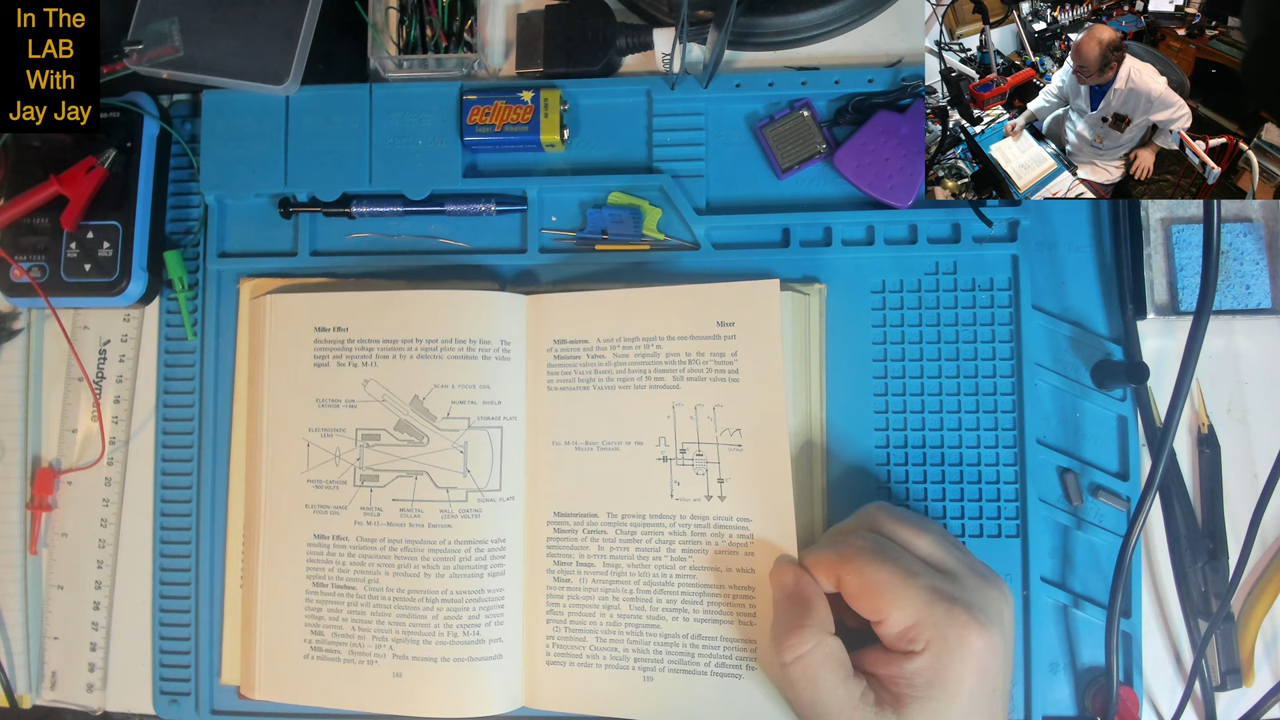 In The
LAB
With
Jay Jay
eclipse
Super Alkaline
studymate
Miller Effect
discharging the electron image spot by spot and line by line. The
corresponding voltage variations at a signal plate at the rear of the
target and separated from it by a dielectric constitute the video
signal. See Fig. M-13.
SCAN & FOCUS COIL
ELECTRON GUN
MUMETAL SHIELD
STORAGE PLATE
ELECTROSTATIC
LENS
PHOTO-CATHODE
ELECTRON-IMAGE
FOCUS COIL
MUMETAL
SHIELD
MUMETAL
COLLAR
WALL COATING
(ZERO VOLTS)
SIGNAL PLATE
FIG. M-13.—MIDGET SUPER EMITRON.
Miller Effect. Change of input impedance of a thermionic valve
resulting from variations of the effective impedance of the anode
circuit due to the capacitance between the control grid and those
electrodes (e.g. anode or screen grid) at which an alternating com-
ponent of their potentials is produced by the alternating signal
applied to the control grid.
Miller Timebase. Circuit for the generation of a sawtooth wave-
form based on the fact that in a pentode of high mutual conductance
the suppressor grid will attract electrons and so acquire a negative
charge under certain relative conditions of anode and screen
voltage, and so increase the screen current at the expense of the
anode current. A basic circuit is reproduced in Fig. M-14.
Milli. (Symbol m) Prefix signifying the one-thousandth part,
e.g. milliampere (mA) = 10⁻³ A.
Milli-micro. Prefix meaning the one-thousandth
of a millionth part, or 10⁻⁹.
188
Mixer
Milli-micron. A unit of length equal to the one-thousandth part
of a micron and thus
Miniature Valves. Name originally given to the range of
thermionic valves in all-glass construction with the B7G or "button"
base (see VALVE BASES), and having a diameter of about 20 mm and
an overall height in the region of 50 mm. Still smaller valves (see
SUB-MINIATURE VALVES) were later introduced.
FIG. M-14.—BASIC CIRCUIT OF THE
MILLER TIMEBASE.
OUTPUT
Miniaturization. The growing tendency to design circuit com-
ponents, and also complete equipments, of very small dimensions.
Minority Carriers. Charge carriers which form only a small
proportion of the total number of charge carriers in a "doped"
semiconductor. In P-TYPE material the minority carriers are
electrons; in N-TYPE material they are "holes".
Mirror Image. Image, whether optical or electronic, in which
the object is reversed (right to left) as in a mirror.
Mixer. (1) Arrangement of adjustable potentiometers whereby
two or more input signals (e.g. from different microphones or gramo-
phone pick-ups) can be combined in any desired proportions to
form a composite signal. Used, for example, to introduce sound
effects produced in a separate studio, or to superimpose back-
ground music on a radio programme.
(2) Thermionic valve in which two signals of different frequencies
are combined. The most familiar example is the mixer portion of
a FREQUENCY CHANGER, in which the incoming modulated carrier
is combined with a locally generated oscillation of different fre-
quency in order to produce a signal of intermediate frequency.
189